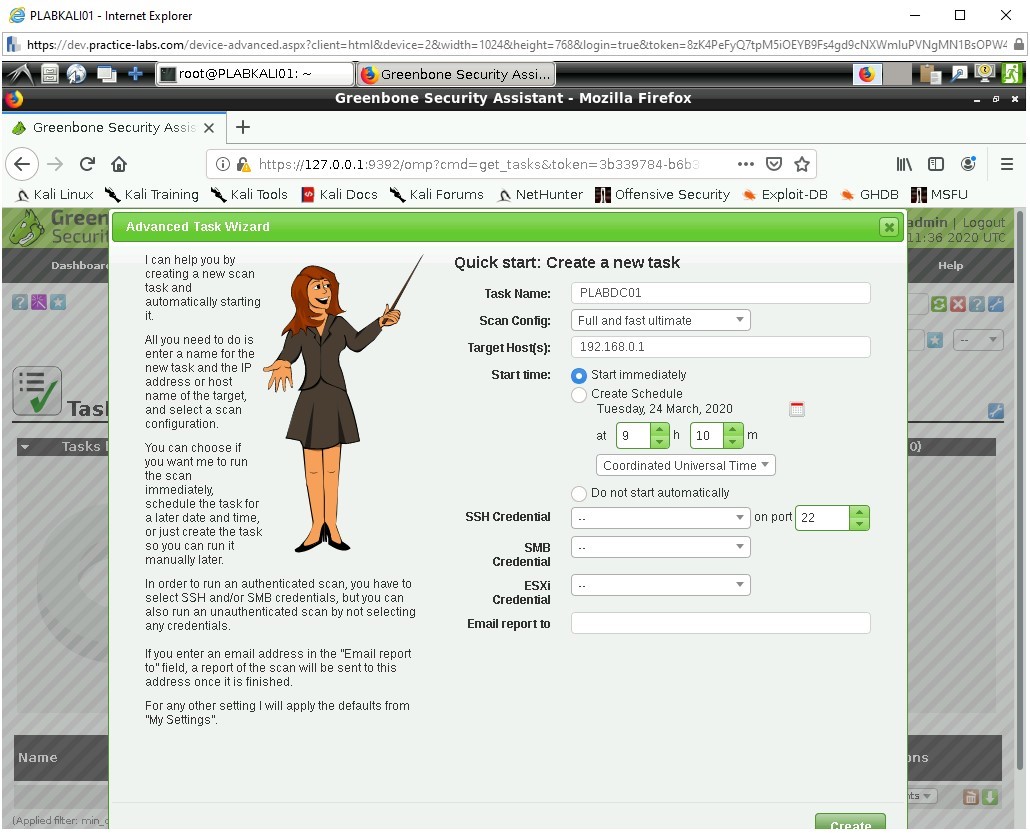 PLABKALI01 - Internet Explorer
https://dev.practice-labs.com/device-advanced.aspx?client=html&device=2&width=1024&height=768&login=true&token=8zK4PeFyQ7tpM5iOEYB9Fs4gd9cNXWmIuPVNgMN1BsOPW4
root@PLABKALI01: ~
Greenbone Security Assi...
Greenbone Security Assistant - Mozilla Firefox
Greenbone Security Assis
https://127.0.0.1:9392/omp?cmd=get_tasks&token=3b339784-b6b3
Kali Linux Kali Training Kali Tools Kali Docs Kali Forums NetHunter Offensive Security Exploit-DB GHDB MSFU
Green
Securit
admin | Logout
11:36 2020 UTC
Dashboar
Help
Advanced Task Wizard
I can help you by
creating a new scan
task and
automatically starting
it.
All you need to do is
enter a name for the
new task and the IP
address or host
name of the target,
and select a scan
configuration.
You can choose if
you want me to run
the scan
immediately,
schedule the task for
a later date and time,
or just create the task
so you can run it
manually later.
In order to run an authenticated scan, you have to
select SSH and/or SMB credentials, but you can
also run an unauthenticated scan by not selecting
any credentials.
If you enter an email address in the "Email report
to" field, a report of the scan will be sent to this
address once it is finished.
For any other setting I will apply the defaults from
"My Settings".
Quick start: Create a new task
Task Name: PLABDC01
Scan Config: Full and fast ultimate
Target Host(s): 192.168.0.1
Start time: Start immediately
Create Schedule
Tuesday, 24 March, 2020
at 9 h 10 m
Coordinated Universal Time
Do not start automatically
SSH Credential -- on port 22
SMB Credential --
ESXi Credential --
Email report to
Create
--
Task
Tasks
0)
Name
ons
nts
(Applied filter: min_